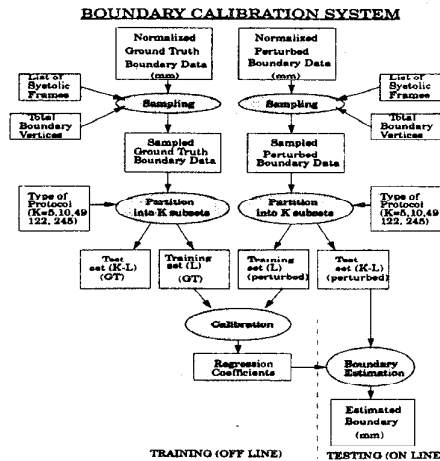 BOUNDARY CALIBRATION SYSTEM
Normalized
Ground Truth
Boundary Data
(mm)
Normalized
Perturbed
Boundary Data
(mm)
List of
Systolic
Frames
Sampling
Sampling
List of
Systolic
Frames
Total
Boundary
Vertices
Total
Boundary
Vertices
Sampled
Ground Truth
Boundary Data
Sampled
Perturbed
Boundary Data
Type of
Protocol
(K=5,10,49
122, 245)
Partition
into K subsets
Partition
into K subsets
Type of
Protocol
(K=5,10,49
122, 245)
Test
set (K-L)
(GT)
Training
set (L)
(GT)
Training
set (L)
(perturbed)
Test
set (K-L)
(perturbed)
Calibration
Regression
Coefficients
Boundary
Estimation
Estimated
Boundary
(mm)
TRAINING (OFF LINE)
TESTING (ON LINE)